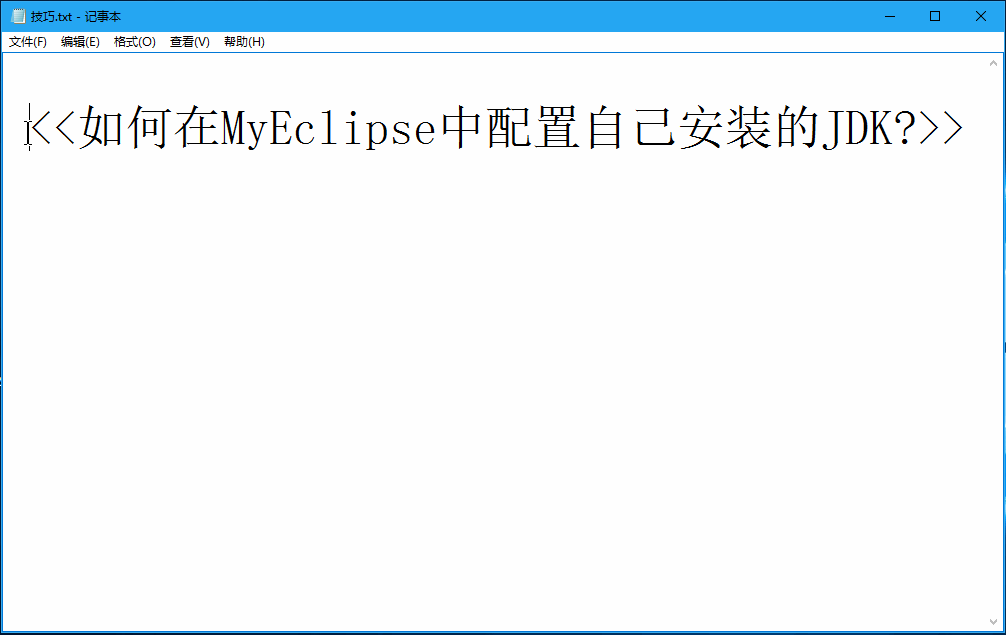 技巧.txt - 记事本
文件(F) 编辑(E) 格式(O) 查看(V) 帮助(H)
<<如何在MyEclipse中配置自己安装的JDK?>>